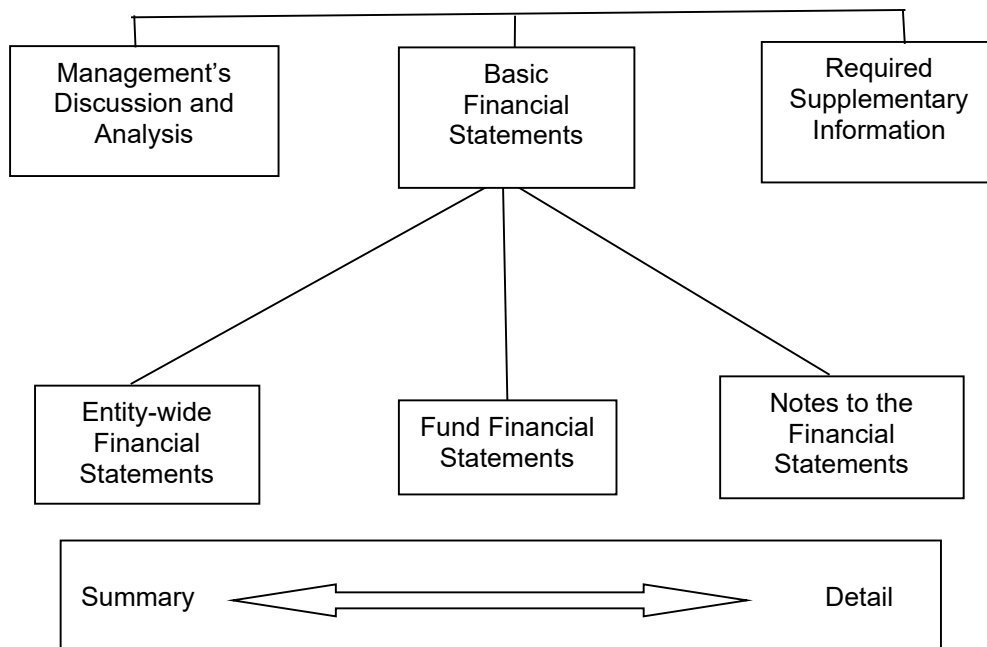 Management’s
Discussion and
Analysis
Basic
Financial
Statements
Required
Supplementary
Information
Entity-wide
Financial
Statements
Fund Financial
Statements
Notes to the
Financial
Statements
Summary
Detail